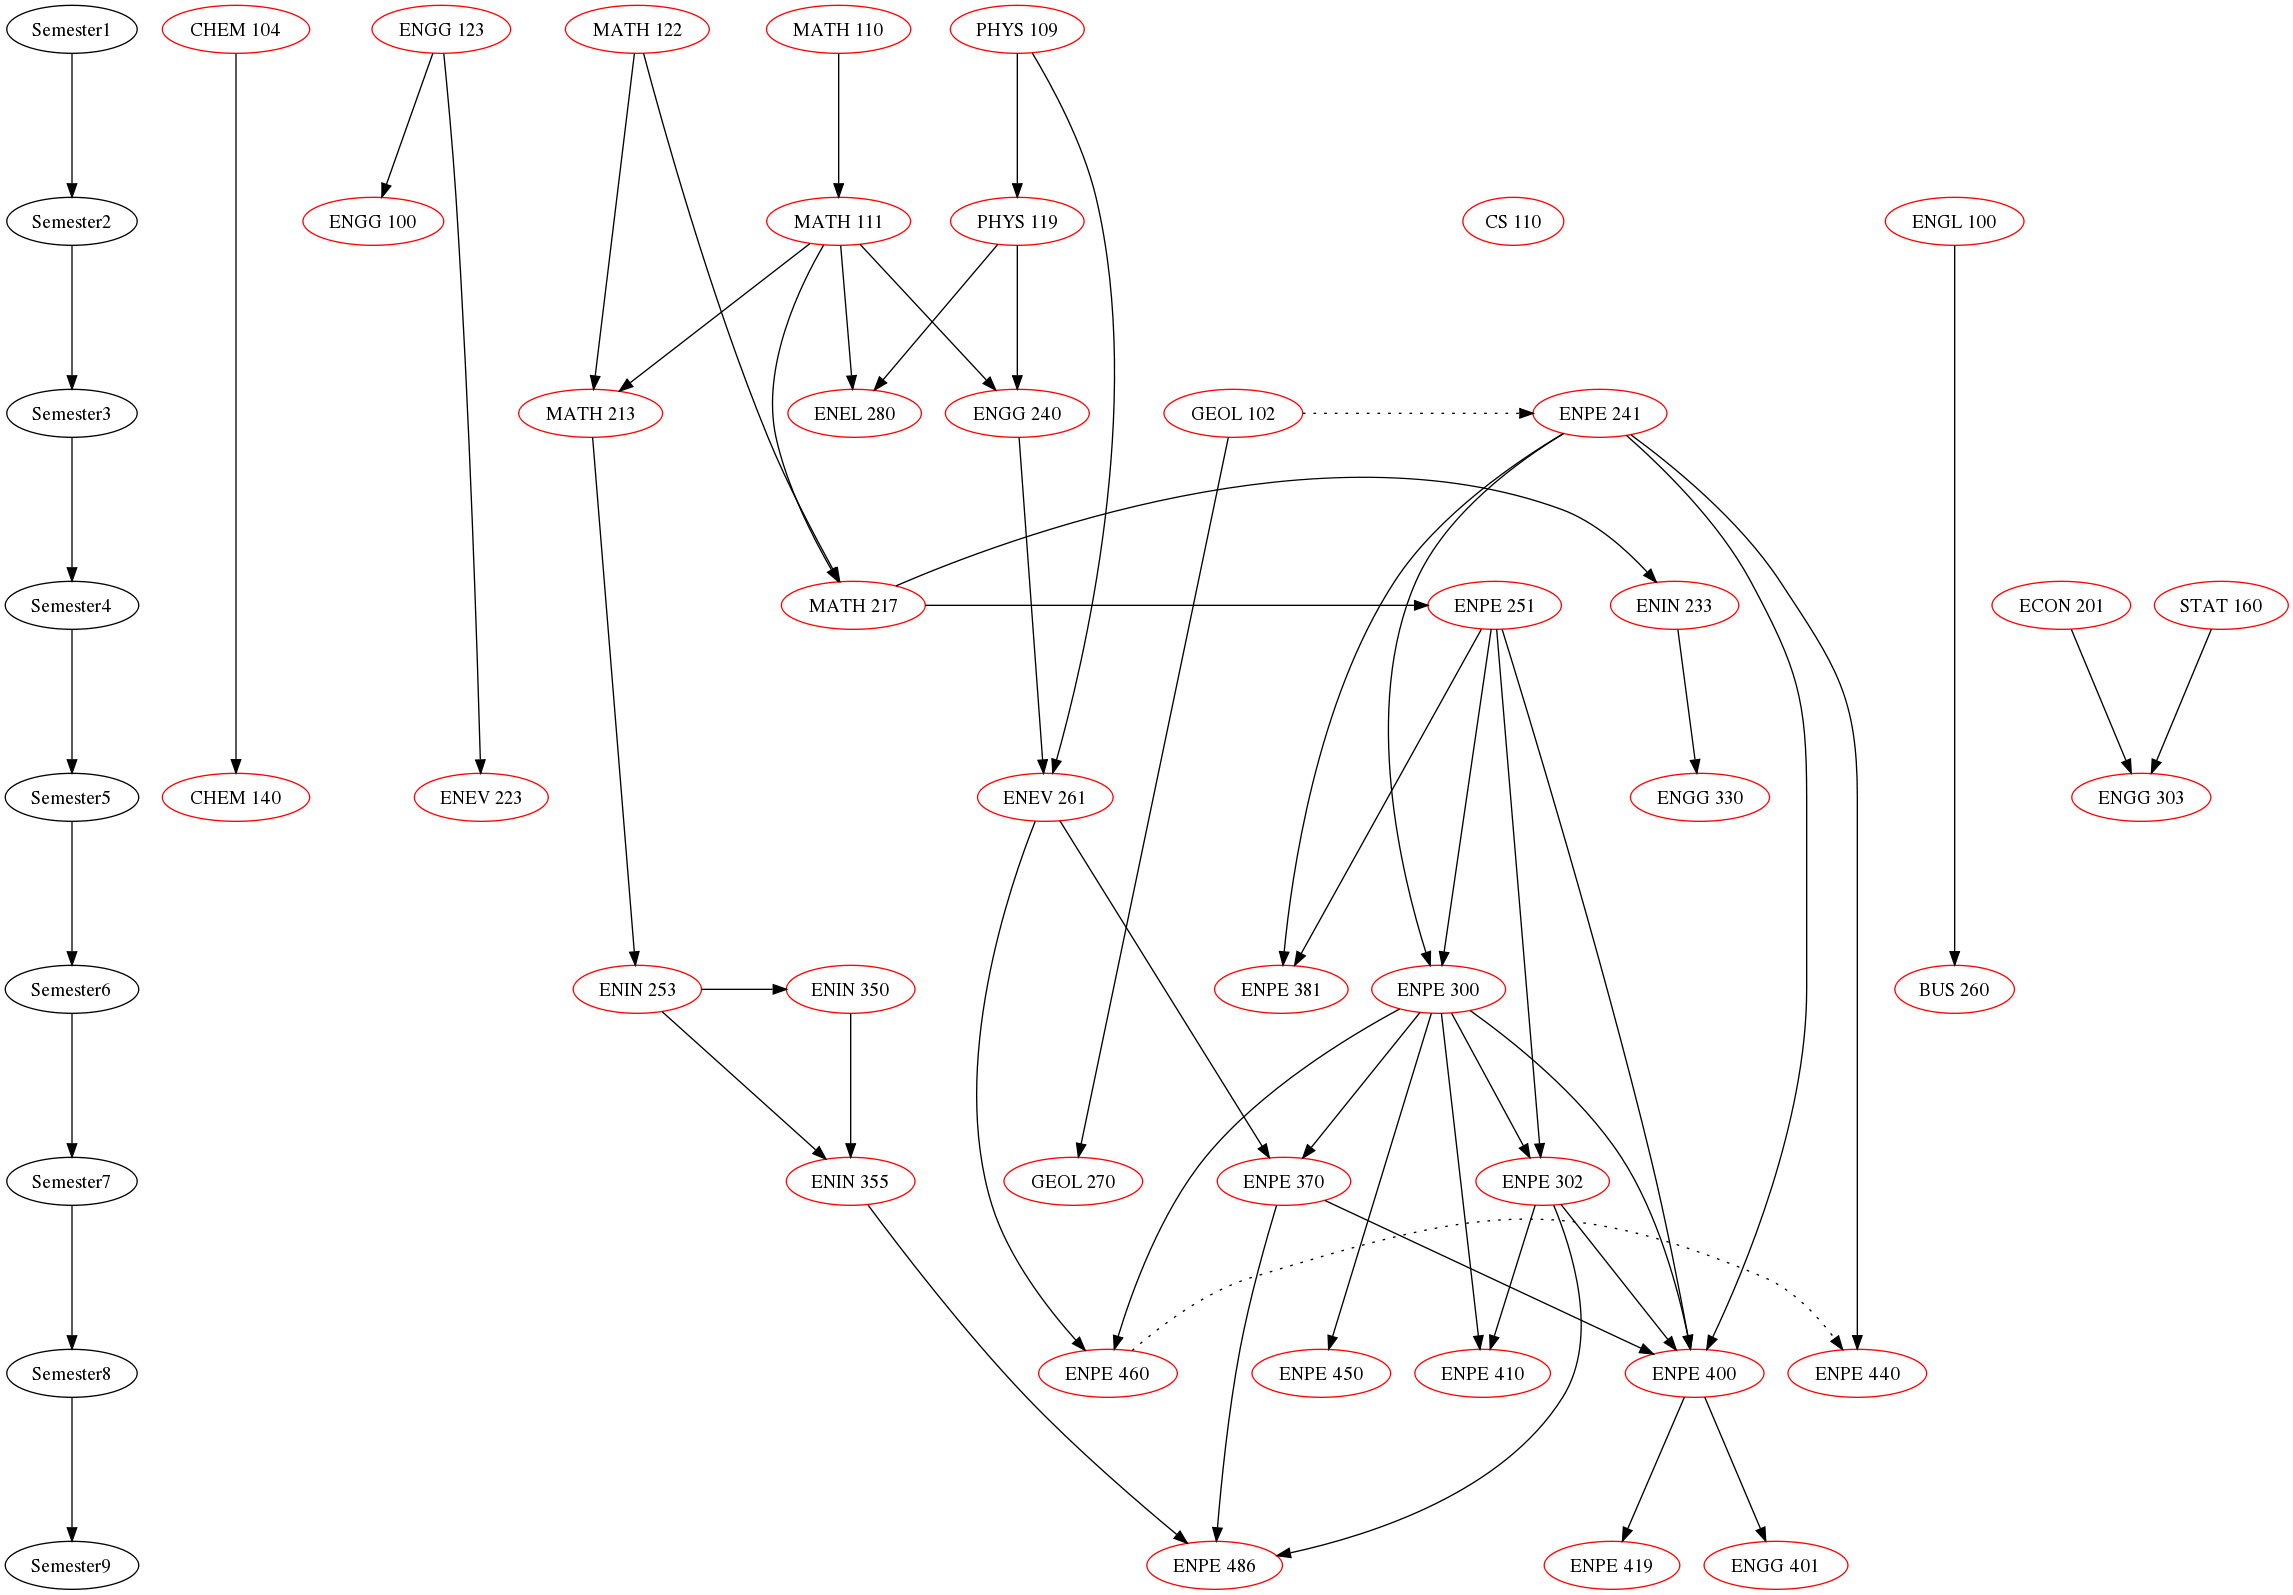 Semester1
CHEM 104
ENGG 123
MATH 122
MATH 110
PHYS 109
Semester2
ENGG 100
MATH 111
PHYS 119
CS 110
ENGL 100
Semester3
MATH 213
ENEL 280
ENGG 240
GEOL 102
ENPE 241
Semester4
MATH 217
ENPE 251
ENIN 233
ECON 201
STAT 160
Semester5
CHEM 140
ENEV 223
ENEV 261
ENGG 330
ENGG 303
Semester6
ENIN 253
ENIN 350
ENPE 381
ENPE 300
BUS 260
Semester7
ENIN 355
GEOL 270
ENPE 370
ENPE 302
Semester8
ENPE 460
ENPE 450
ENPE 410
ENPE 400
ENPE 440
Semester9
ENPE 486
ENPE 419
ENGG 401